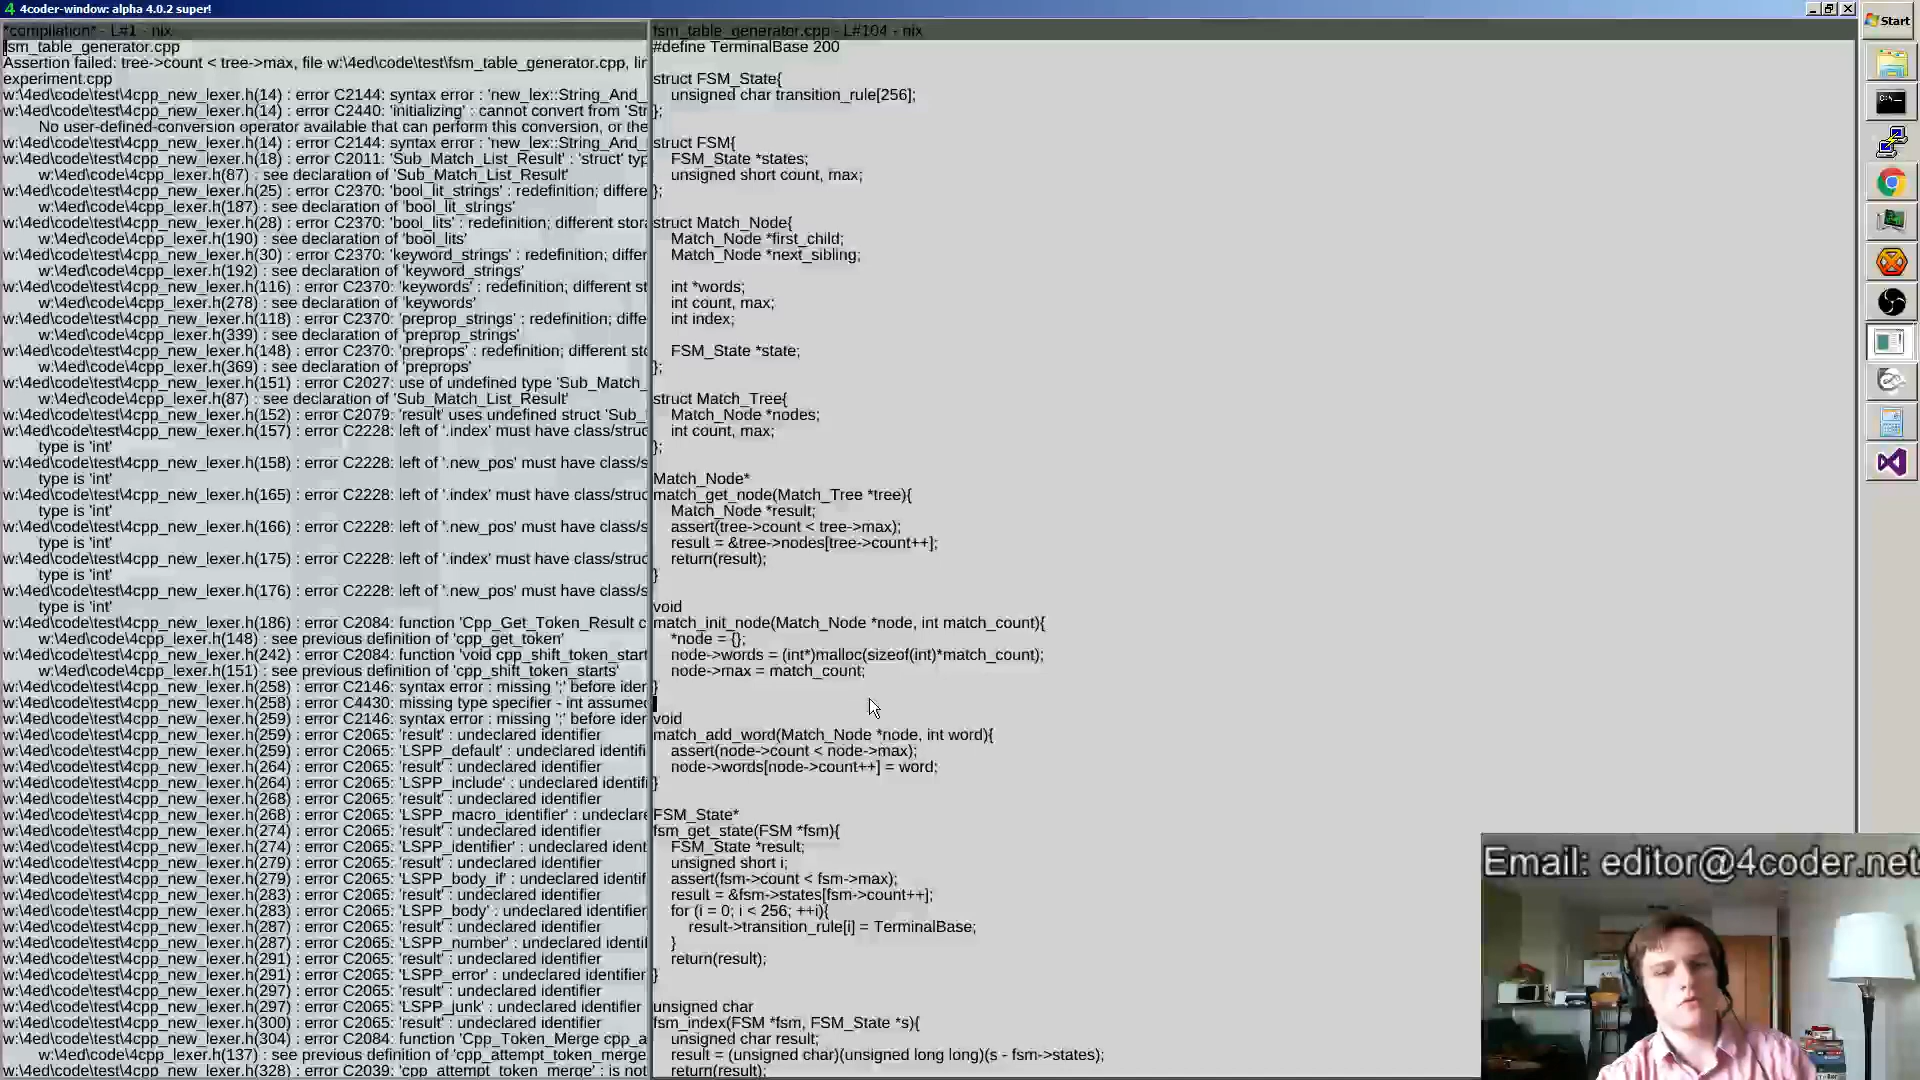 4coder-window: alpha 4.0.2 super!
*compilation* - L#1 - nix
fsm_table_generator.cpp
Assertion failed: tree->count < tree->max, file w:\4ed\code\test\fsm_table_generator.cpp, lin
experiment.cpp
w:\4ed\code\test\4cpp_new_lexer.h(14) : error C2144: syntax error : 'new_lex::String_And_
w:\4ed\code\test\4cpp_new_lexer.h(14) : error C2440: 'initializing' : cannot convert from 'Str
No user-defined-conversion operator available that can perform this conversion, or the
w:\4ed\code\test\4cpp_new_lexer.h(14) : error C2144: syntax error : 'new_lex::String_And_
w:\4ed\code\test\4cpp_new_lexer.h(18) : error C2011: 'Sub_Match_List_Result' : 'struct' typ
w:\4ed\code\4cpp_lexer.h(87) : see declaration of 'Sub_Match_List_Result'
w:\4ed\code\test\4cpp_new_lexer.h(25) : error C2370: 'bool_lit_strings' : redefinition; differe
w:\4ed\code\4cpp_lexer.h(187) : see declaration of 'bool_lit_strings'
w:\4ed\code\test\4cpp_new_lexer.h(28) : error C2370: 'bool_lits' : redefinition; different stora
w:\4ed\code\4cpp_lexer.h(190) : see declaration of 'bool_lits'
w:\4ed\code\test\4cpp_new_lexer.h(30) : error C2370: 'keyword_strings' : redefinition; differ
w:\4ed\code\4cpp_lexer.h(192) : see declaration of 'keyword_strings'
w:\4ed\code\test\4cpp_new_lexer.h(116) : error C2370: 'keywords' : redefinition; different st
w:\4ed\code\4cpp_lexer.h(278) : see declaration of 'keywords'
w:\4ed\code\test\4cpp_new_lexer.h(118) : error C2370: 'preprop_strings' : redefinition; diffe
w:\4ed\code\4cpp_lexer.h(339) : see declaration of 'preprop_strings'
w:\4ed\code\test\4cpp_new_lexer.h(148) : error C2370: 'preprops' : redefinition; different sto
w:\4ed\code\4cpp_lexer.h(369) : see declaration of 'preprops'
w:\4ed\code\test\4cpp_new_lexer.h(151) : error C2027: use of undefined type 'Sub_Match_
w:\4ed\code\4cpp_lexer.h(87) : see declaration of 'Sub_Match_List_Result'
w:\4ed\code\test\4cpp_new_lexer.h(152) : error C2079: 'result' uses undefined struct 'Sub_
w:\4ed\code\test\4cpp_new_lexer.h(157) : error C2228: left of '.index' must have class/struc
type is 'int'
w:\4ed\code\test\4cpp_new_lexer.h(158) : error C2228: left of '.new_pos' must have class/s
type is 'int'
w:\4ed\code\test\4cpp_new_lexer.h(165) : error C2228: left of '.index' must have class/struc
type is 'int'
w:\4ed\code\test\4cpp_new_lexer.h(166) : error C2228: left of '.new_pos' must have class/s
type is 'int'
w:\4ed\code\test\4cpp_new_lexer.h(175) : error C2228: left of '.index' must have class/struc
type is 'int'
w:\4ed\code\test\4cpp_new_lexer.h(176) : error C2228: left of '.new_pos' must have class/s
type is 'int'
w:\4ed\code\test\4cpp_new_lexer.h(186) : error C2084: function 'Cpp_Get_Token_Result c
w:\4ed\code\4cpp_lexer.h(148) : see previous definition of 'cpp_get_token'
w:\4ed\code\test\4cpp_new_lexer.h(242) : error C2084: function 'void cpp_shift_token_start
w:\4ed\code\4cpp_lexer.h(151) : see previous definition of 'cpp_shift_token_starts'
w:\4ed\code\test\4cpp_new_lexer.h(258) : error C2146: syntax error : missing ';' before iden
w:\4ed\code\test\4cpp_new_lexer.h(258) : error C4430: missing type specifier - int assumed
w:\4ed\code\test\4cpp_new_lexer.h(259) : error C2146: syntax error : missing ';' before iden
w:\4ed\code\test\4cpp_new_lexer.h(259) : error C2065: 'result' : undeclared identifier
w:\4ed\code\test\4cpp_new_lexer.h(259) : error C2065: 'LSPP_default' : undeclared identifi
w:\4ed\code\test\4cpp_new_lexer.h(264) : error C2065: 'result' : undeclared identifier
w:\4ed\code\test\4cpp_new_lexer.h(264) : error C2065: 'LSPP_include' : undeclared identifi
w:\4ed\code\test\4cpp_new_lexer.h(268) : error C2065: 'result' : undeclared identifier
w:\4ed\code\test\4cpp_new_lexer.h(268) : error C2065: 'LSPP_macro_identifier' : undeclare
w:\4ed\code\test\4cpp_new_lexer.h(274) : error C2065: 'result' : undeclared identifier
w:\4ed\code\test\4cpp_new_lexer.h(274) : error C2065: 'LSPP_identifier' : undeclared ident
w:\4ed\code\test\4cpp_new_lexer.h(279) : error C2065: 'result' : undeclared identifier
w:\4ed\code\test\4cpp_new_lexer.h(279) : error C2065: 'LSPP_body_if' : undeclared identif
w:\4ed\code\test\4cpp_new_lexer.h(283) : error C2065: 'result' : undeclared identifier
w:\4ed\code\test\4cpp_new_lexer.h(283) : error C2065: 'LSPP_body' : undeclared identifier
w:\4ed\code\test\4cpp_new_lexer.h(287) : error C2065: 'result' : undeclared identifier
w:\4ed\code\test\4cpp_new_lexer.h(287) : error C2065: 'LSPP_number' : undeclared identi
w:\4ed\code\test\4cpp_new_lexer.h(291) : error C2065: 'result' : undeclared identifier
w:\4ed\code\test\4cpp_new_lexer.h(291) : error C2065: 'LSPP_error' : undeclared identifier
w:\4ed\code\test\4cpp_new_lexer.h(297) : error C2065: 'result' : undeclared identifier
w:\4ed\code\test\4cpp_new_lexer.h(297) : error C2065: 'LSPP_junk' : undeclared identifier
w:\4ed\code\test\4cpp_new_lexer.h(300) : error C2065: 'result' : undeclared identifier
w:\4ed\code\test\4cpp_new_lexer.h(304) : error C2084: function 'Cpp_Token_Merge cpp_a
w:\4ed\code\4cpp_lexer.h(137) : see previous definition of 'cpp_attempt_token_merge
w:\4ed\code\test\4cpp_new_lexer.h(328) : error C2039: 'cpp_attempt_token_merge' : is not
fsm_table_generator.cpp - L#104 - nix
#define TerminalBase 200
struct FSM_State{
unsigned char transition_rule[256];
};
struct FSM{
FSM_State *states;
unsigned short count, max;
};
struct Match_Node{
Match_Node *first_child;
Match_Node *next_sibling;
int *words;
int count, max;
int index;
FSM_State *state;
};
struct Match_Tree{
Match_Node *nodes;
int count, max;
};
Match_Node*
match_get_node(Match_Tree *tree){
Match_Node *result;
assert(tree->count < tree->max);
result = &tree->nodes[tree->count++];
return(result);
}
void
match_init_node(Match_Node *node, int match_count){
*node = {};
node->words = (int*)malloc(sizeof(int)*match_count);
node->max = match_count;
}
void
match_add_word(Match_Node *node, int word){
assert(node->count < node->max);
node->words[node->count++] = word;
}
FSM_State*
fsm_get_state(FSM *fsm){
FSM_State *result;
unsigned short i;
assert(fsm->count < fsm->max);
result = &fsm->states[fsm->count++];
for (i = 0; i < 256; ++i){
result->transition_rule[i] = TerminalBase;
}
return(result);
}
unsigned char
fsm_index(FSM *fsm, FSM_State *s){
unsigned char result;
result = (unsigned char)(unsigned long long)(s - fsm->states);
return(result);
Start
Email: editor@4coder.net